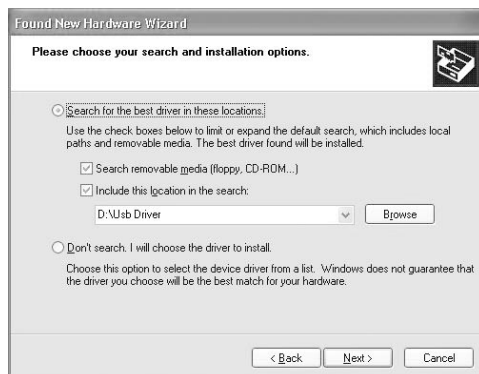 Found New Hardware Wizard
Please choose your search and installation options.
Search for the best driver in these locations.
Use the check boxes below to limit or expand the default search, which includes local
paths and removable media. The best driver found will be installed.
Search removable media (floppy, CD-ROM...)
Include this location in the search:
D:\Usb Driver
Browse
Don't search. I will choose the driver to install.
Choose this option to select the device driver from a list. Windows does not guarantee that
the driver you choose will be the best match for your hardware.
< Back Next > Cancel